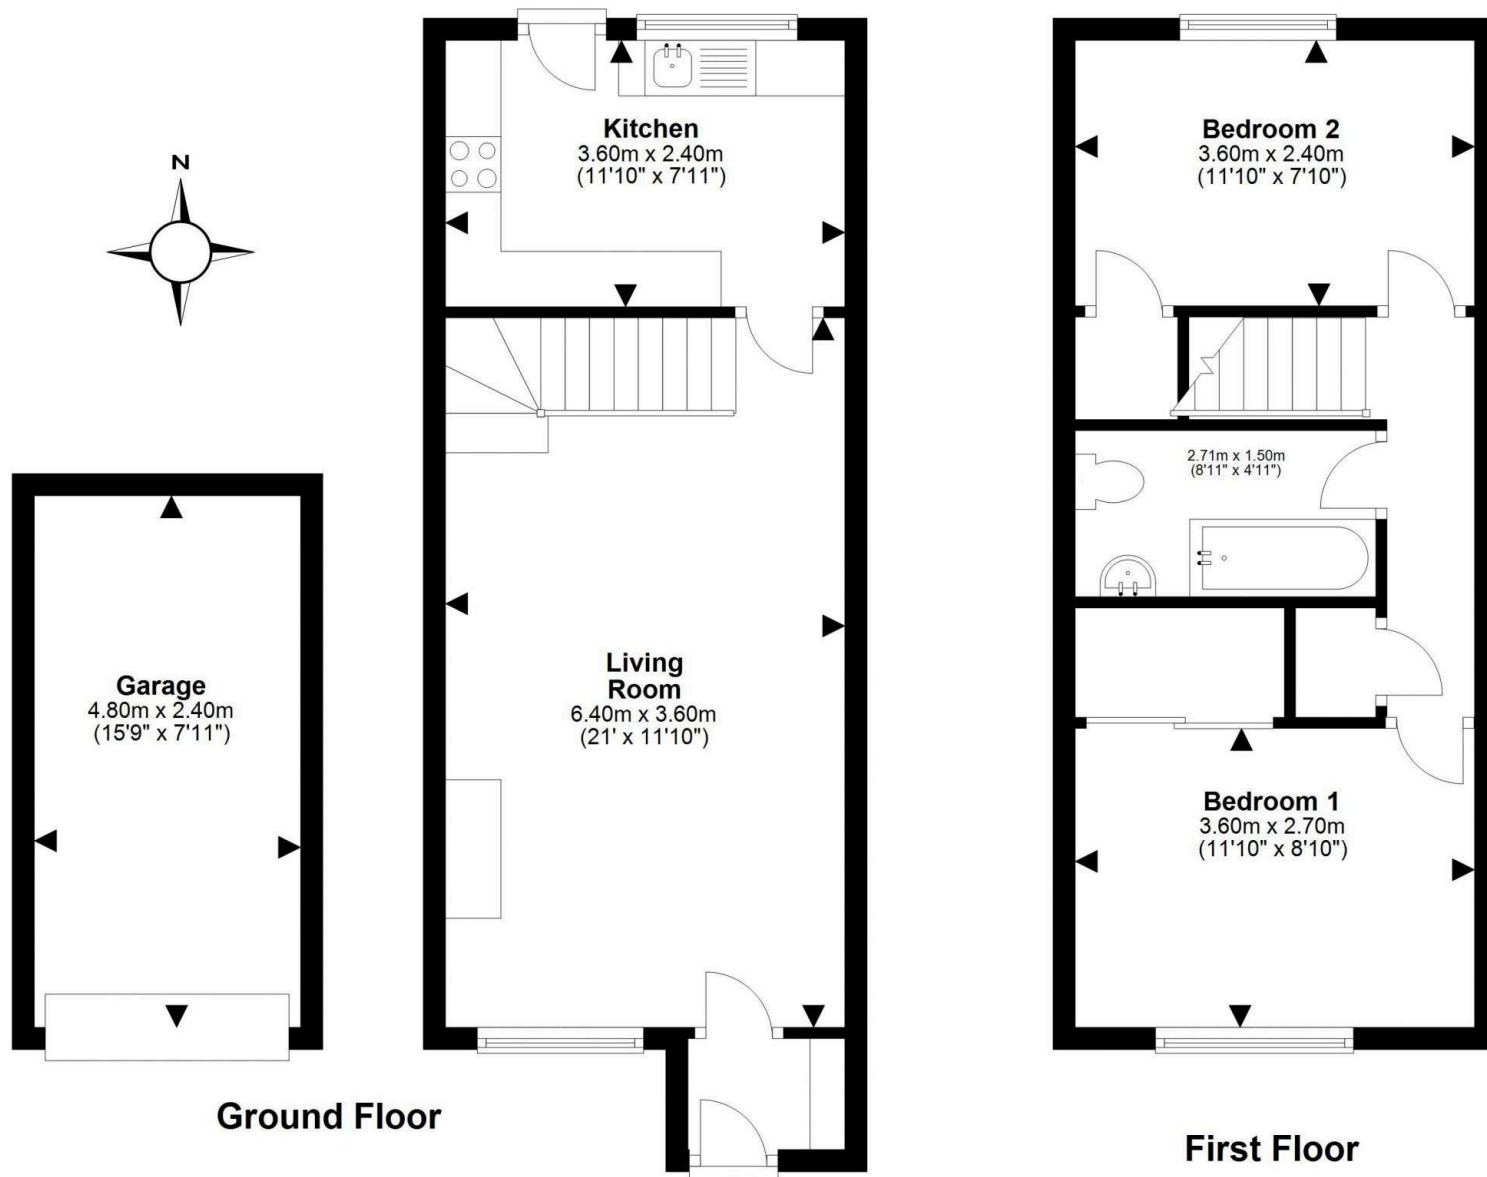 N
Kitchen
3.60m x 2.40m
(11'10" x 7'11")
Living
Room
6.40m x 3.60m
(21' x 11'10")
Garage
4.80m x 2.40m
(15'9" x 7'11")
Ground Floor
Bedroom 2
3.60m x 2.40m
(11'10" x 7'10")
2.71m x 1.50m
(8'11" x 4'11")
Bedroom 1
3.60m x 2.70m
(11'10" x 8'10")
First Floor